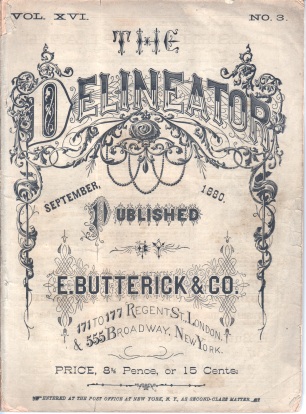 VOL. XVI. NO. 3.
THE
DELINEATOR.
SEPTEMBER, 1880.
PUBLISHED
BY
E. BUTTERICK & CO.
171 TO 177 REGENT ST., LONDON,
& 555 BROADWAY, NEW YORK.
PRICE, 8¼ Pence, or 15 Cents.
ENTERED AT THE POST OFFICE AT NEW YORK, N. Y., AS SECOND-CLASS MATTER.